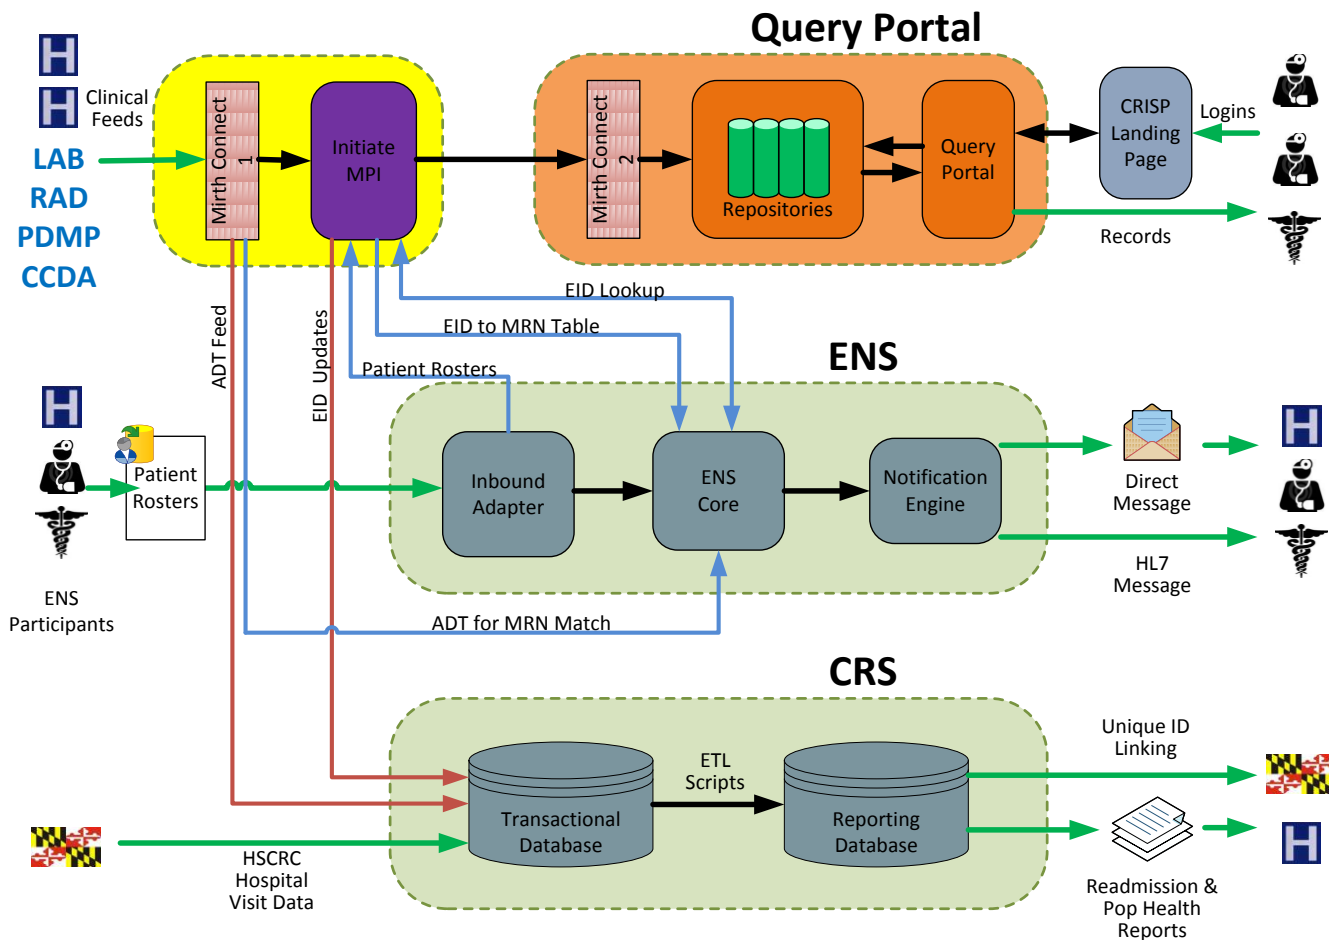 Query Portal
Clinical
Feeds
LAB
RAD
PDMP
CCDA
Mirth Connect
1
Initiate
MPI
Mirth Connect
2
Repositories
Query
Portal
CRISP
Landing
Page
Logins
Records
EID Lookup
EID to MRN Table
Patient Rosters
ADT Feed
EID Updates
ENS
Patient
Rosters
Inbound
Adapter
ENS
Core
Notification
Engine
Direct
Message
HL7
Message
ENS
Participants
ADT for MRN Match
CRS
Unique ID
Linking
ETL
Scripts
Transactional
Database
Reporting
Database
HSCRC
Hospital
Visit Data
Readmission &
Pop Health
Reports